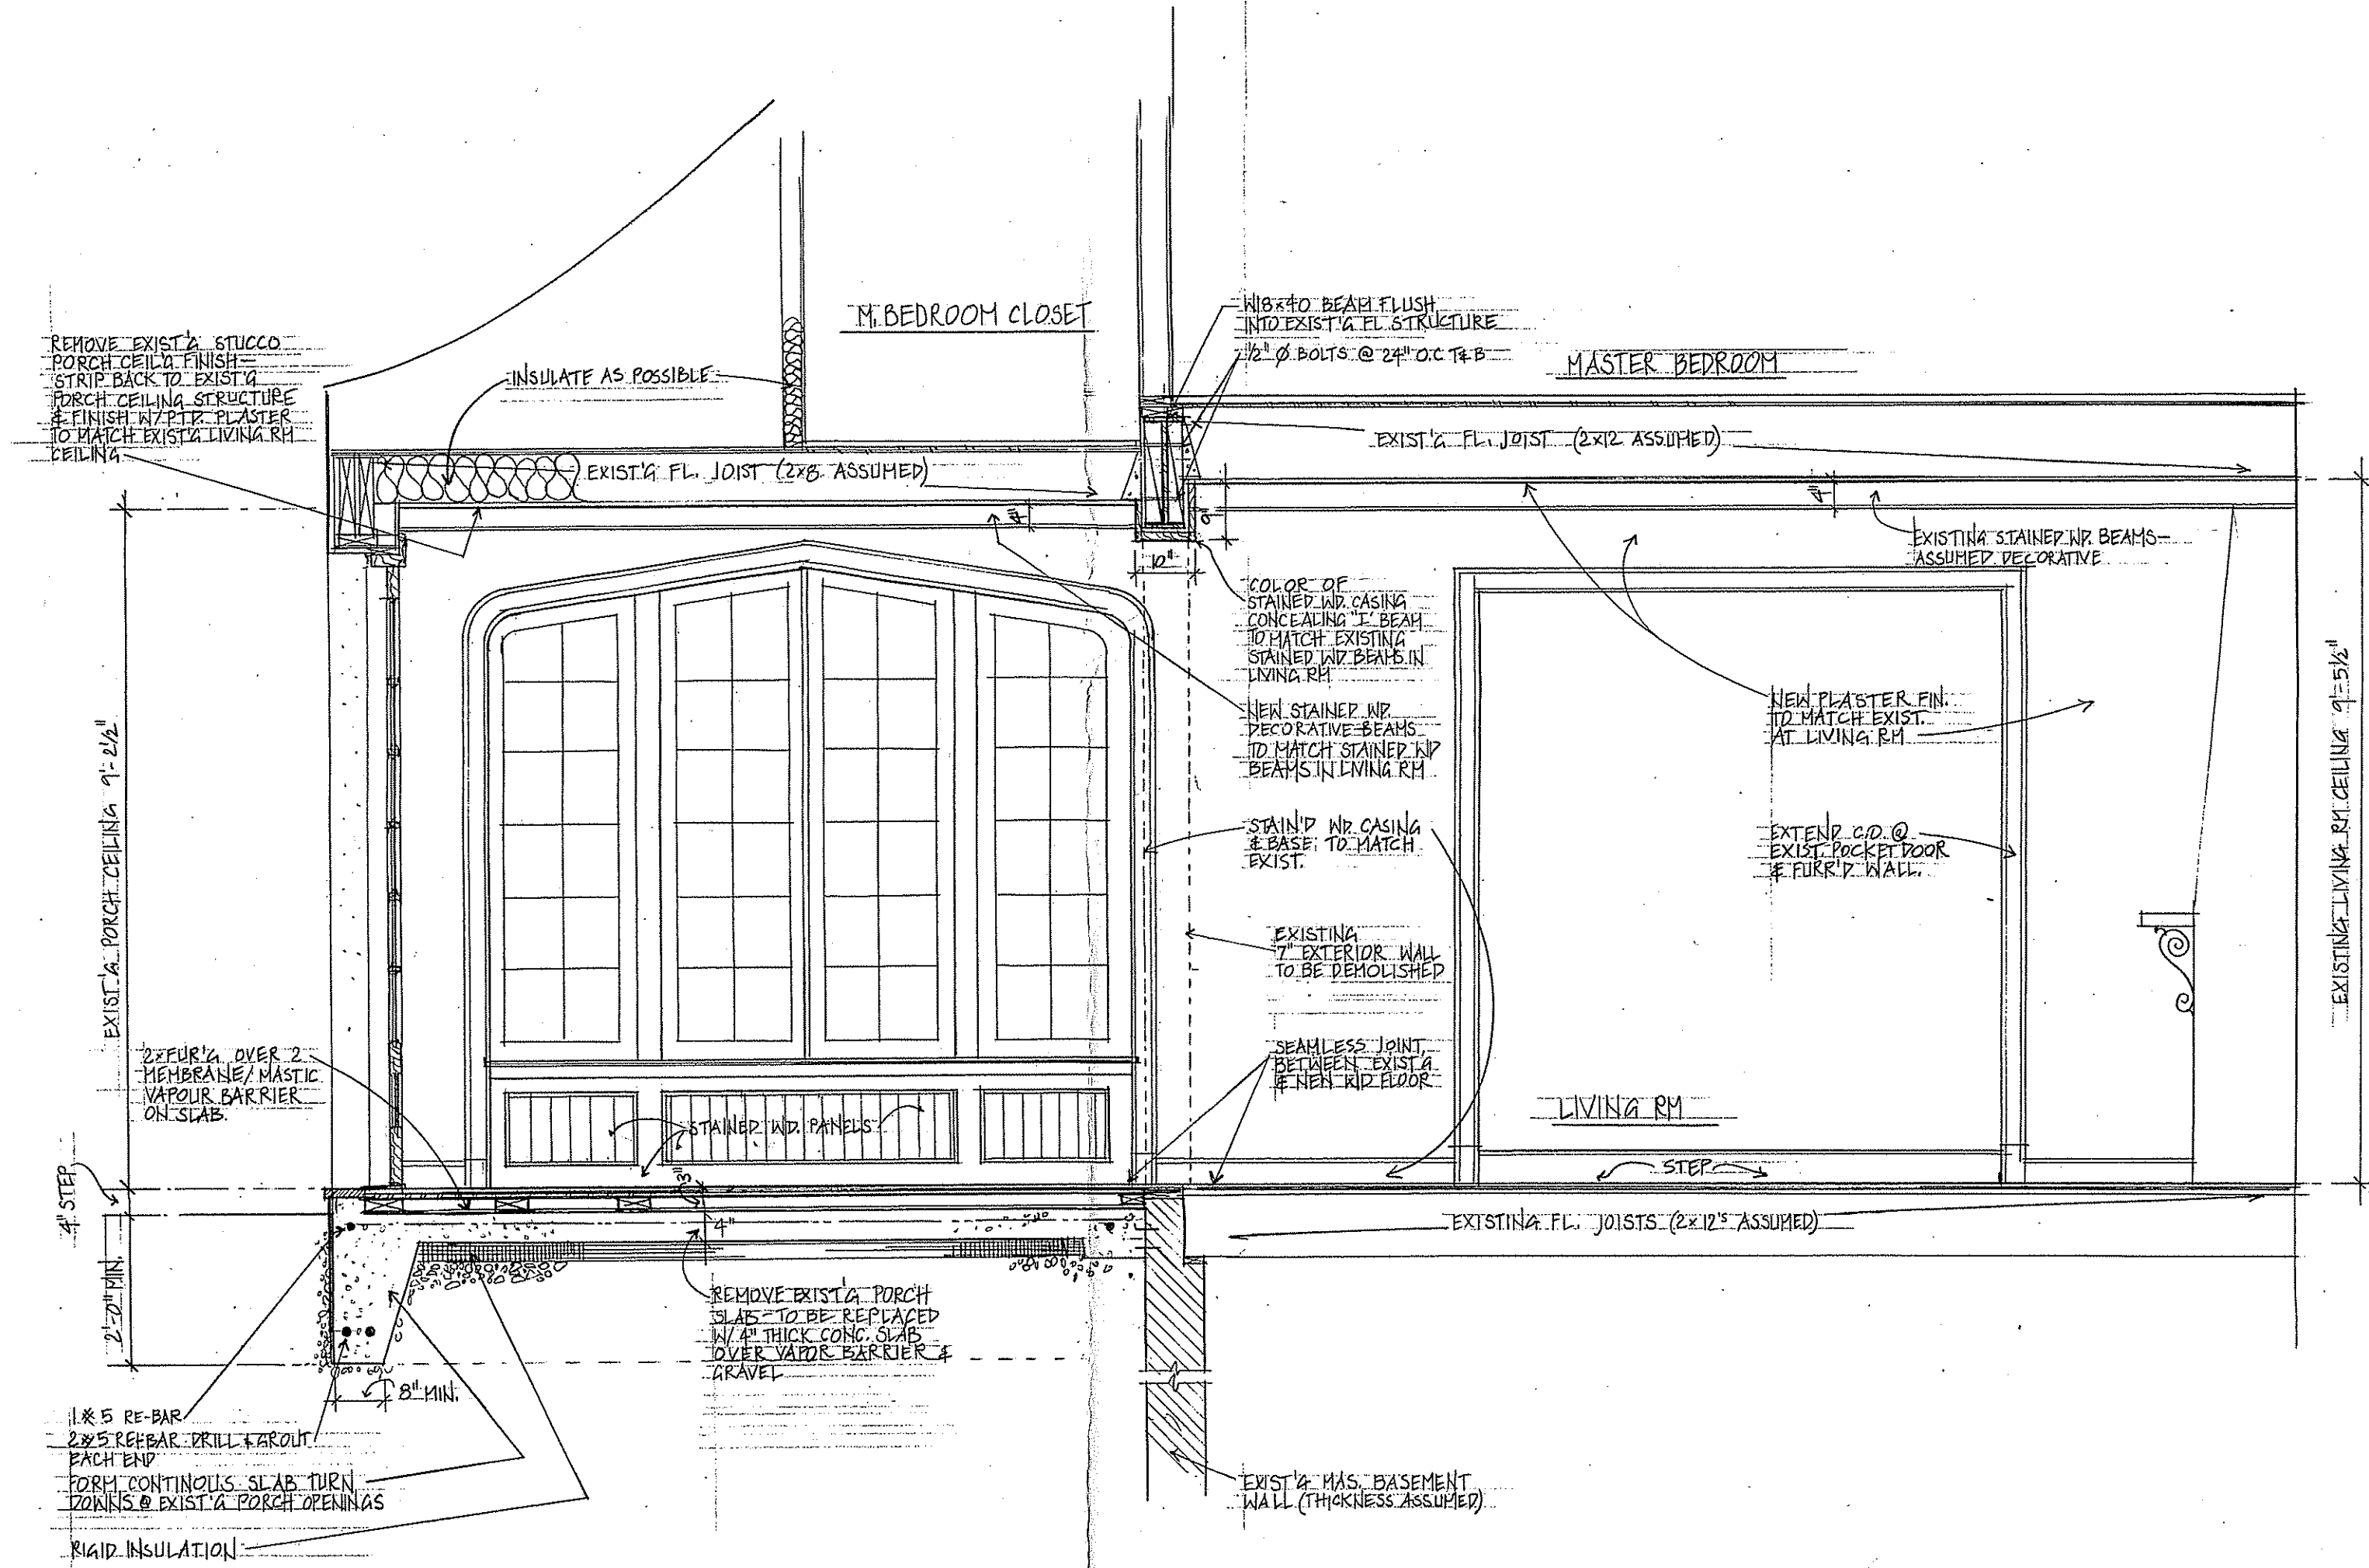 M. BEDROOM CLOSET
REMOVE EXIST'G STUCCO
PORCH CEIL'G FINISH-
STRIP BACK TO EXIST'G
PORCH CEILING STRUCTURE
& FINISH W/ PTD. PLASTER
TO MATCH EXIST'G LIVING RM
CEILING
INSULATE AS POSSIBLE
W18x40 BEAM FLUSH
INTO EXIST'G FL. STRUCTURE
1/2" Ø BOLTS @ 24" O.C T&B
MASTER BEDROOM
EXIST'G FL. JOIST (2x8 ASSUMED)
EXIST'G FL. JOIST (2x12 ASSUMED)
4"
9"
4"
10"
EXISTING STAINED WD. BEAMS-
ASSUMED DECORATIVE
COLOR OF
STAINED WD. CASING
CONCEALING "I" BEAM
TO MATCH EXISTING
STAINED WD BEAMS IN
LIVING RM
NEW STAINED WD.
DECORATIVE BEAMS
TO MATCH STAINED WD
BEAMS IN LIVING RM
NEW PLASTER FIN.
TO MATCH EXIST.
AT LIVING RM
EXIST'G PORCH CEILING 9'-2 1/2"
EXISTING LIVING RM CEILING 9'-5 1/2"
STAIN'D WD. CASING
& BASE; TO MATCH
EXIST.
EXTEND C.O. @
EXIST. POCKET DOOR
& FURR'D WALL.
EXISTING
7" EXTERIOR WALL
TO BE DEMOLISHED
2xFUR'G OVER 2
MEMBRANE/MASTIC
VAPOUR BARRIER
ON SLAB.
SEAMLESS JOINT
BETWEEN EXIST'G
& NEW WD FLOOR
STAINED WD. PANELS
LIVING RM
STEP
4" STEP
3"
4"
EXISTING FL. JOISTS (2x12'S ASSUMED)
2'-0" MIN.
REMOVE EXIST'G PORCH
SLAB-TO BE REPLACED
W/ 4" THICK CONC. SLAB
OVER VAPOR BARRIER &
GRAVEL
8" MIN.
1#5 RE-BAR
2#5 RE-BAR DRILL & GROUT
EACH END
FORM CONTINOUS SLAB TURN
DOWNS @ EXIST'G PORCH OPENINGS
RIGID INSULATION
EXIST'G MAS. BASEMENT
WALL (THICKNESS ASSUMED)